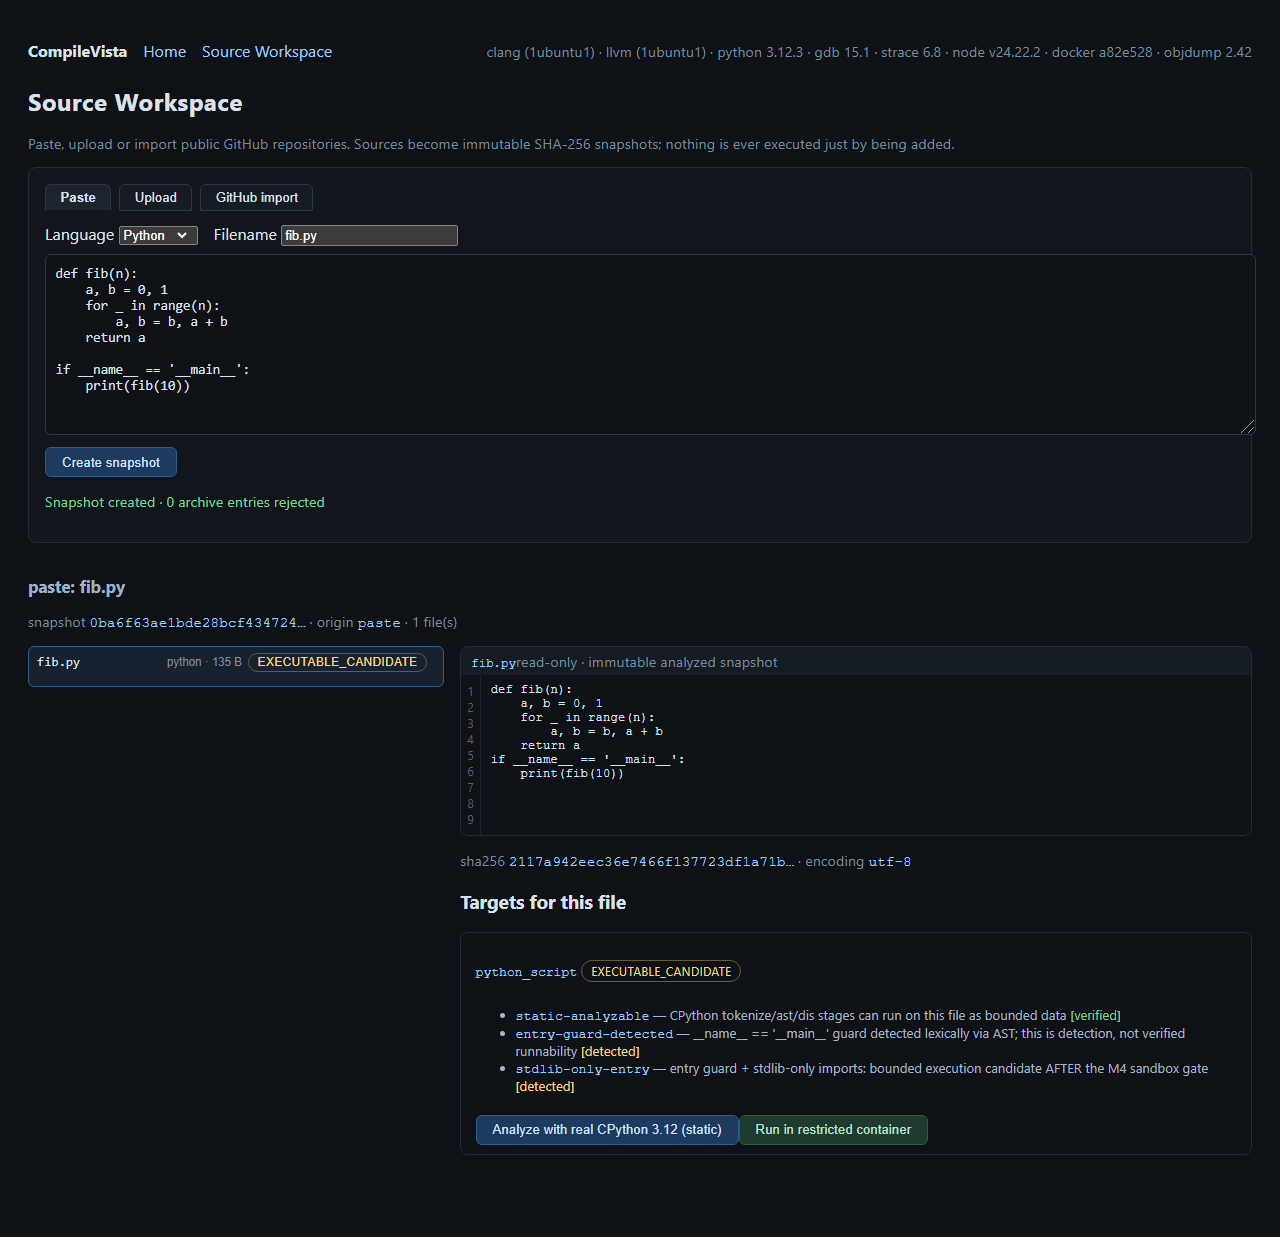 CompileVista Home Source Workspace clang (1ubuntu1) · llvm (1ubuntu1) · python 3.12.3 · gdb 15.1 · strace 6.8 · node v24.22.2 · docker a82e528 · objdump 2.42
Source Workspace
Paste, upload or import public GitHub repositories. Sources become immutable SHA-256 snapshots; nothing is ever executed just by being added.
Paste Upload GitHub import
Language Python Filename fib.py
def fib(n):
    a, b = 0, 1
    for _ in range(n):
        a, b = b, a + b
    return a
if __name__ == '__main__':
    print(fib(10))
Create snapshot
Snapshot created · 0 archive entries rejected
paste: fib.py
snapshot 0ba6f63ae1bde28bcf434724… · origin paste · 1 file(s)
fib.py python · 135 B EXECUTABLE_CANDIDATE
fib.pyread-only · immutable analyzed snapshot
1
2
3
4
5
6
7
8
9
def fib(n):
    a, b = 0, 1
    for _ in range(n):
        a, b = b, a + b
    return a
if __name__ == '__main__':
    print(fib(10))
sha256 2117a942eec36e7466f137723df1a71b… · encoding utf-8
Targets for this file
python_script EXECUTABLE_CANDIDATE
• static-analyzable — CPython tokenize/ast/dis stages can run on this file as bounded data [verified]
• entry-guard-detected — __name__ == '__main__' guard detected lexically via AST; this is detection, not verified
runnability [detected]
• stdlib-only-entry — entry guard + stdlib-only imports: bounded execution candidate AFTER the M4 sandbox gate
[detected]
Analyze with real CPython 3.12 (static) Run in restricted container